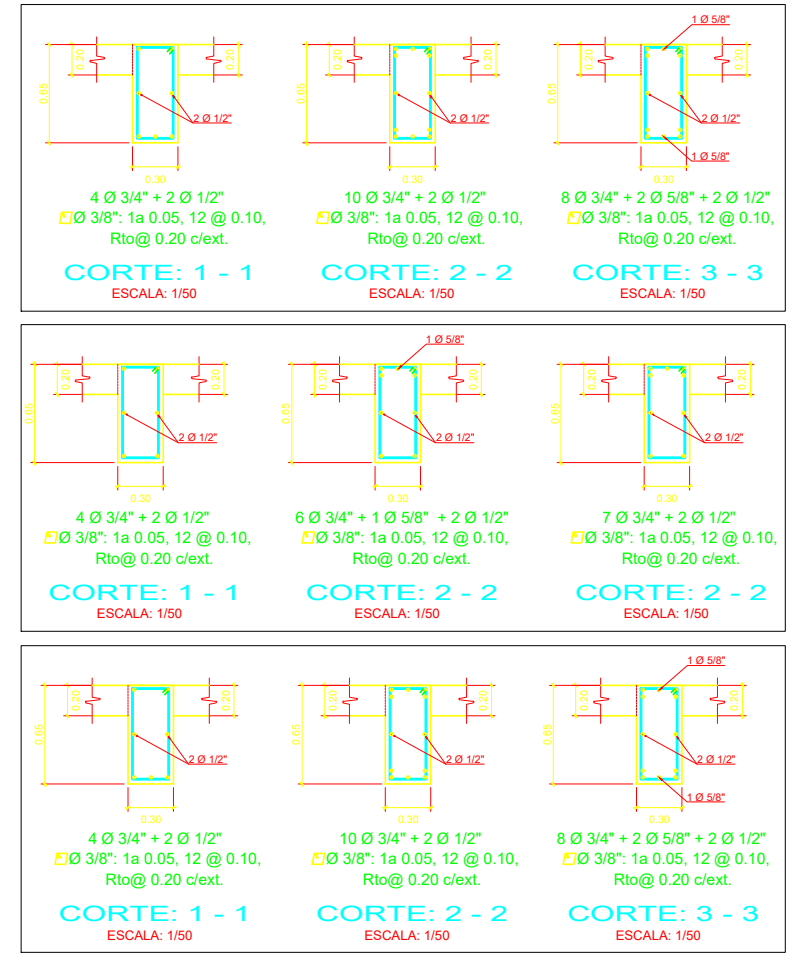 1 Ø 5/8"
0.20 0.20 0.20 0.20 0.20 0.20
0.65 0.65 0.65
2 Ø 1/2" 2 Ø 1/2" 2 Ø 1/2"
1 Ø 5/8"
0.30 0.30 0.30
4 Ø 3/4" + 2 Ø 1/2" 10 Ø 3/4" + 2 Ø 1/2" 8 Ø 3/4" + 2 Ø 5/8" + 2 Ø 1/2"
Ø 3/8": 1a 0.05, 12 @ 0.10, Ø 3/8": 1a 0.05, 12 @ 0.10, Ø 3/8": 1a 0.05, 12 @ 0.10,
Rto@ 0.20 c/ext. Rto@ 0.20 c/ext. Rto@ 0.20 c/ext.
CORTE: 1 - 1 CORTE: 2 - 2 CORTE: 3 - 3
ESCALA: 1/50 ESCALA: 1/50 ESCALA: 1/50
1 Ø 5/8"
0.20 0.20 0.20 0.20 0.20 0.20
0.65 0.65 0.65
2 Ø 1/2" 2 Ø 1/2" 2 Ø 1/2"
0.30 0.30 0.30
4 Ø 3/4" + 2 Ø 1/2" 6 Ø 3/4" + 1 Ø 5/8" + 2 Ø 1/2" 7 Ø 3/4" + 2 Ø 1/2"
Ø 3/8": 1a 0.05, 12 @ 0.10, Ø 3/8": 1a 0.05, 12 @ 0.10, Ø 3/8": 1a 0.05, 12 @ 0.10,
Rto@ 0.20 c/ext. Rto@ 0.20 c/ext. Rto@ 0.20 c/ext.
CORTE: 1 - 1 CORTE: 2 - 2 CORTE: 2 - 2
ESCALA: 1/50 ESCALA: 1/50 ESCALA: 1/50
1 Ø 5/8"
0.20 0.20 0.20 0.20 0.20 0.20
0.65 0.65 0.65
2 Ø 1/2" 2 Ø 1/2" 2 Ø 1/2"
1 Ø 5/8"
0.30 0.30 0.30
4 Ø 3/4" + 2 Ø 1/2" 10 Ø 3/4" + 2 Ø 1/2" 8 Ø 3/4" + 2 Ø 5/8" + 2 Ø 1/2"
Ø 3/8": 1a 0.05, 12 @ 0.10, Ø 3/8": 1a 0.05, 12 @ 0.10, Ø 3/8": 1a 0.05, 12 @ 0.10,
Rto@ 0.20 c/ext. Rto@ 0.20 c/ext. Rto@ 0.20 c/ext.
CORTE: 1 - 1 CORTE: 2 - 2 CORTE: 3 - 3
ESCALA: 1/50 ESCALA: 1/50 ESCALA: 1/50